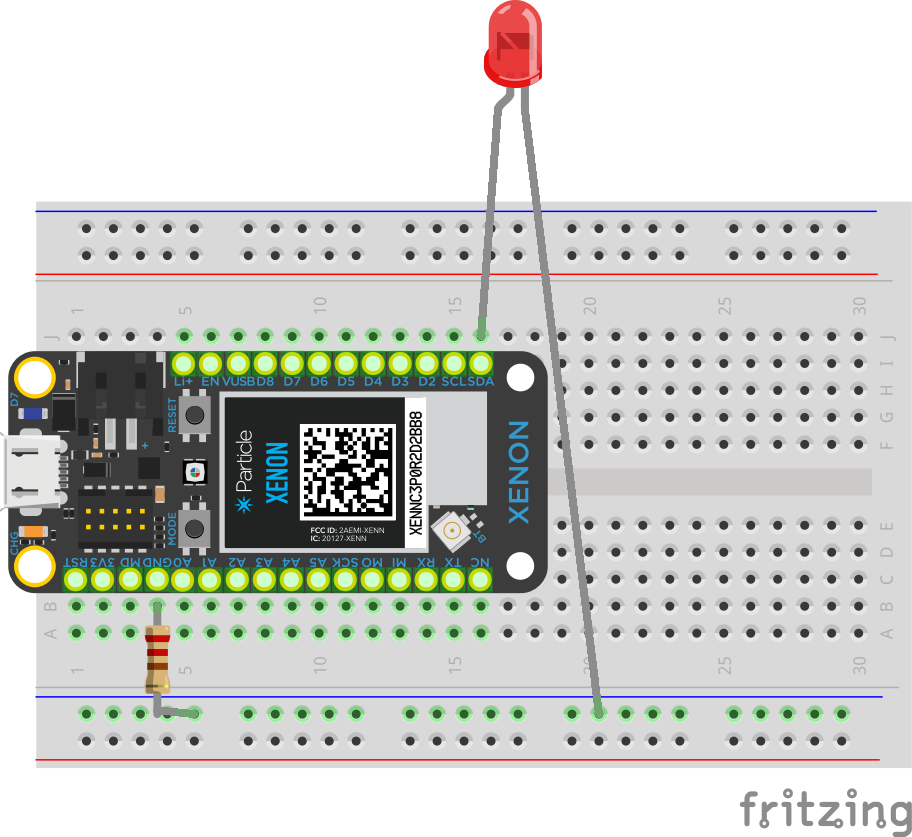 1 5 10 15 20 25 30
J J
I
H
G
F
Li+ EN VUSB D8 D7 D6 D5 D4 D3 D2 SCL SDA
D7
RESET
+
Particle
XENON
XENNC3P0R2D2BB8
XENON
FCC ID: 2AEMI-XENN
IC: 20127-XENN
MODE
BT
CHG
RST 3V3 MD GND A0 A1 A2 A3 A4 A5 SCK MO MI RX TX NC
E
D
C
B B
A A
1 5 10 15 20 25 30
fritzing